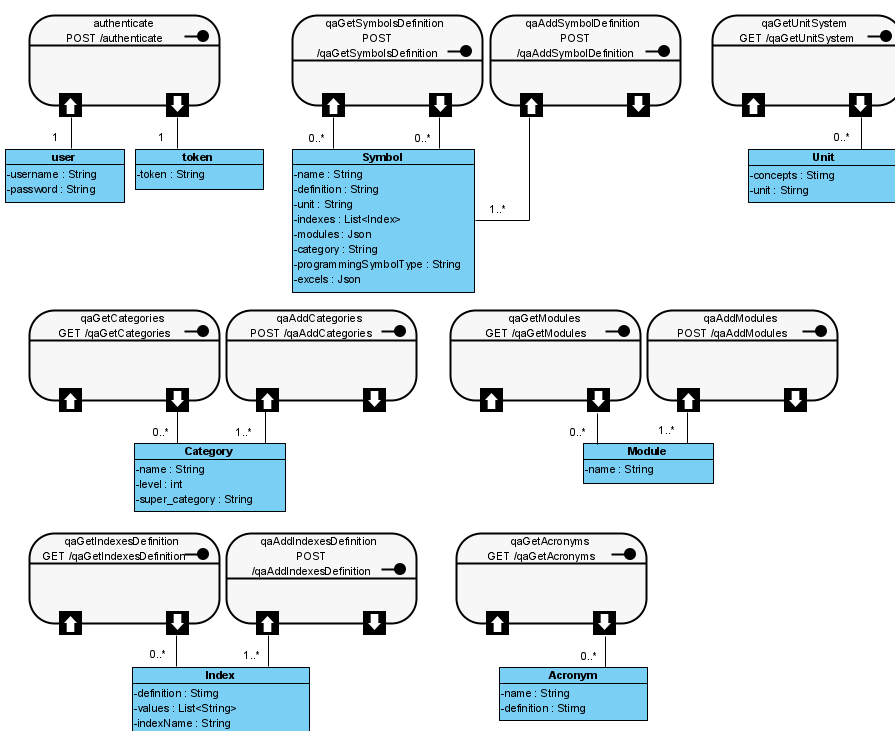 authenticate
POST /authenticate
qaGetSymbolsDefinition
POST
/qaGetSymbolsDefinition
qaAddSymbolDefinition
POST
/qaAddSymbolDefinition
qaGetUnitSystem
GET /qaGetUnitSystem
1
1
0..*
0..*
0..*
user
-username : String
-password : String
token
-token : String
Symbol
-name : String
-definition : String
-unit : String
-indexes : List<Index>
-modules : Json
-category : String
-programmingSymbolType : String
-excels : Json
1..*
Unit
-concepts : Stirng
-unit : Stirng
qaGetCategories
GET /qaGetCategories
qaAddCategories
POST /qaAddCategories
qaGetModules
GET /qaGetModules
qaAddModules
POST /qaAddModules
0..*
1..*
0..*
1..*
Category
-name : String
-level : int
-super_category : String
Module
-name : String
qaGetIndexesDefinition
GET /qaGetIndexesDefinition
qaAddIndexesDefinition
POST
/qaAddIndexesDefinition
qaGetAcronyms
GET /qaGetAcronyms
0..*
1..*
0..*
Index
-definition : Stirng
-values : List<String>
-indexName : String
Acronym
-name : String
-definition : Stirng